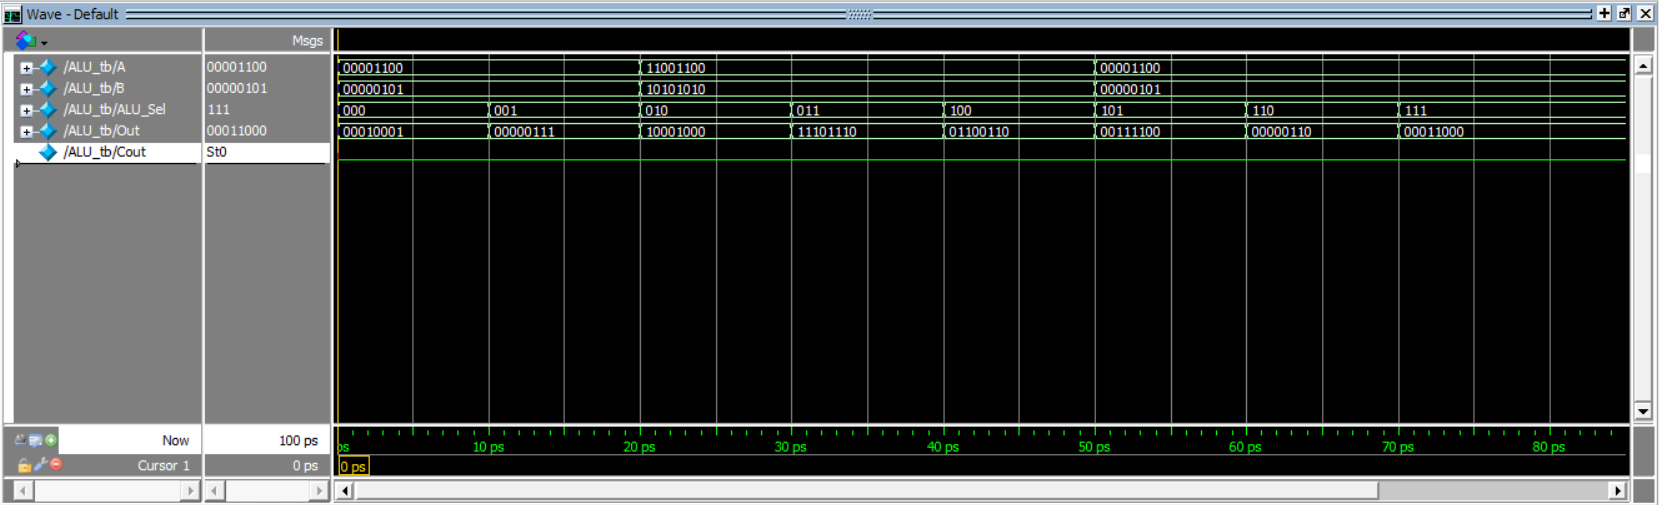 Wave - Default
Msgs
/ALU_tb/A 00001100 00001100 11001100 00001100
/ALU_tb/B 00000101 00000101 10101010 00000101
/ALU_tb/ALU_Sel 111 000 001 010 011 100 101 110 111
/ALU_tb/Out 00011000 00010001 00000111 10001000 11101110 01100110 00111100 00000110 00011000
/ALU_tb/Cout St0
Now 100 ps ps 10 ps 20 ps 30 ps 40 ps 50 ps 60 ps 70 ps 80 ps
Cursor 1 0 ps 0 ps